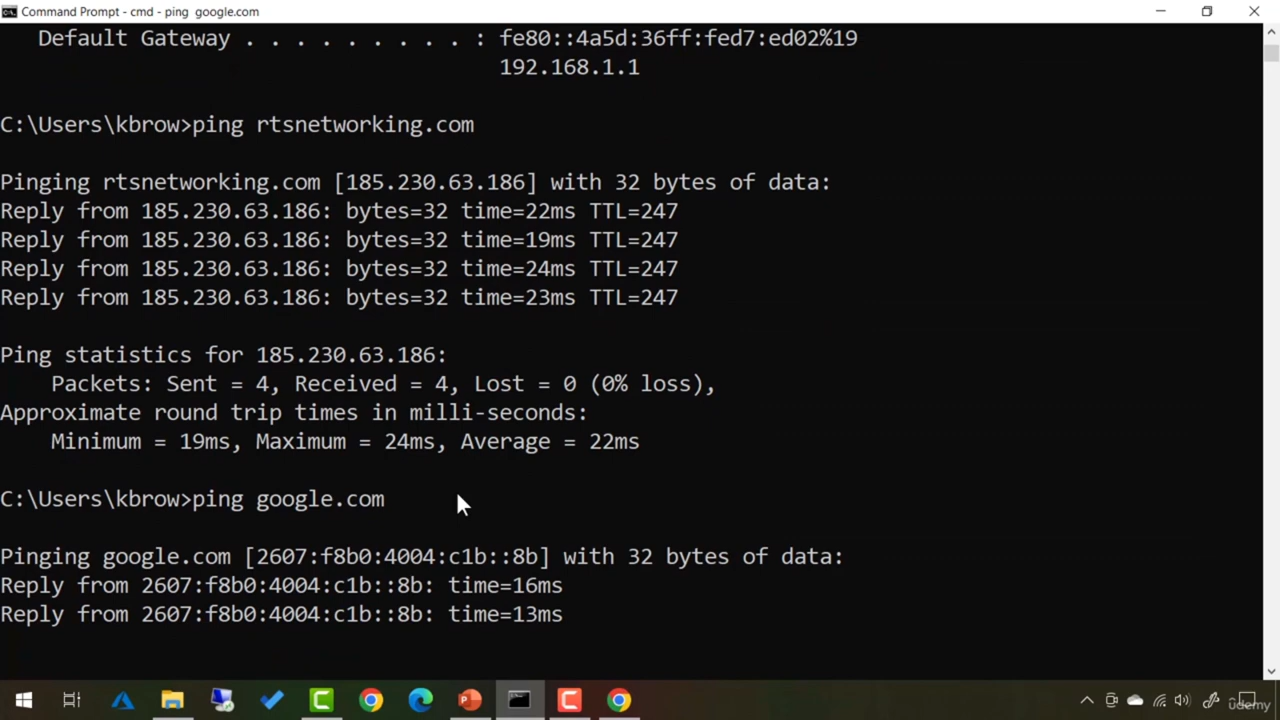 Command Prompt - cmd - ping  google.com
Default Gateway . . . . . . . . . : fe80::4a5d:36ff:fed7:ed02%19
192.168.1.1
C:\Users\kbrow>ping rtsnetworking.com
Pinging rtsnetworking.com [185.230.63.186] with 32 bytes of data:
Reply from 185.230.63.186: bytes=32 time=22ms TTL=247
Reply from 185.230.63.186: bytes=32 time=19ms TTL=247
Reply from 185.230.63.186: bytes=32 time=24ms TTL=247
Reply from 185.230.63.186: bytes=32 time=23ms TTL=247
Ping statistics for 185.230.63.186:
Packets: Sent = 4, Received = 4, Lost = 0 (0% loss),
Approximate round trip times in milli-seconds:
Minimum = 19ms, Maximum = 24ms, Average = 22ms
C:\Users\kbrow>ping google.com
Pinging google.com [2607:f8b0:4004:c1b::8b] with 32 bytes of data:
Reply from 2607:f8b0:4004:c1b::8b: time=16ms
Reply from 2607:f8b0:4004:c1b::8b: time=13ms
udemy